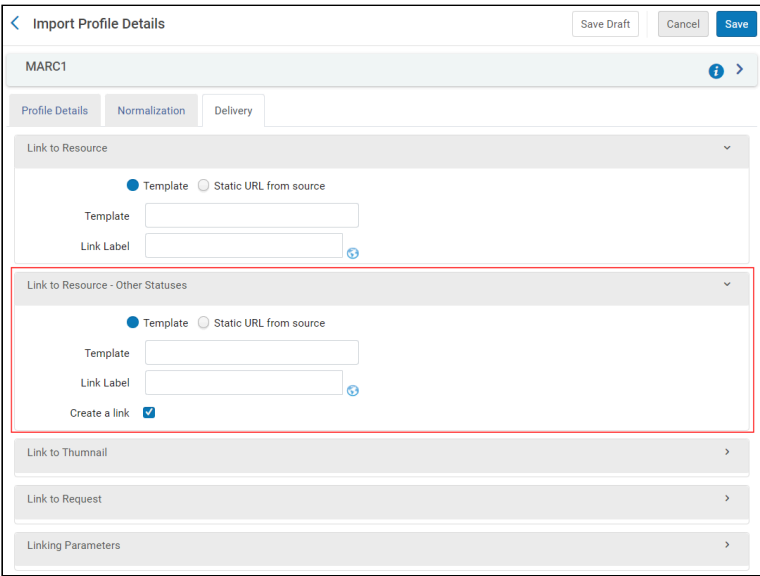 Import Profile Details
Save Draft
Cancel
Save
MARC1
Profile Details
Normalization
Delivery
Link to Resource
Template
Static URL from source
Template
Link Label
Link to Resource - Other Statuses
Template
Static URL from source
Template
Link Label
Create a link
Link to Thumnail
Link to Request
Linking Parameters